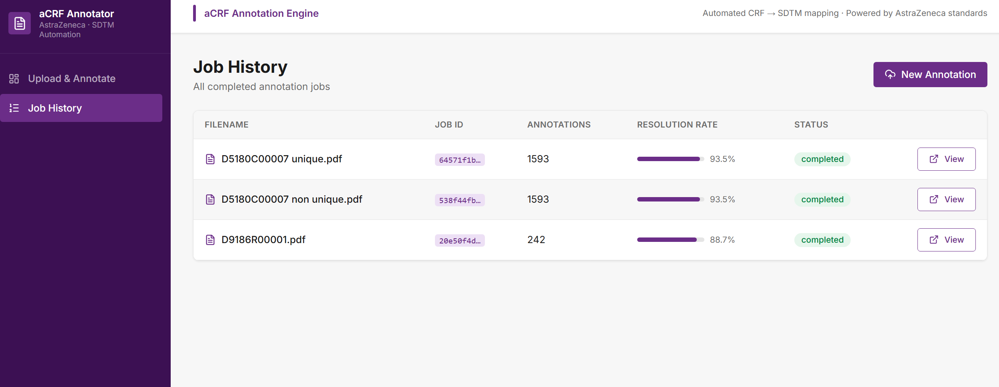 aCRF Annotator
AstraZeneca · SDTM
Automation
Upload & Annotate
Job History
aCRF Annotation Engine
Automated CRF → SDTM mapping · Powered by AstraZeneca standards
Job History
All completed annotation jobs
New Annotation
FILENAME JOB ID ANNOTATIONS RESOLUTION RATE STATUS
D5180C00007 unique.pdf 64571f1b… 1593 93.5% completed View
D5180C00007 non unique.pdf 538f44fb… 1593 93.5% completed View
D9186R00001.pdf 20e50f4d… 242 88.7% completed View